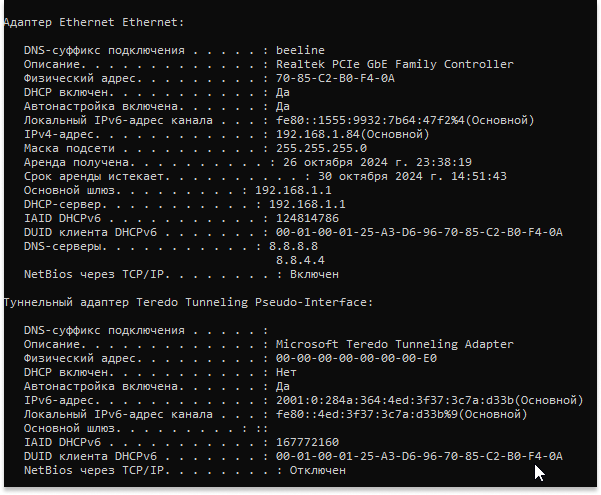 Адаптер Ethernet Ethernet:
DNS-суффикс подключения . . . . . : beeline
Описание. . . . . . . . . . . . . : Realtek PCIe GbE Family Controller
Физический адрес. . . . . . . . . : 70-85-C2-B0-F4-0A
DHCP включен. . . . . . . . . . . : Да
Автонастройка включена. . . . . . : Да
Локальный IPv6-адрес канала . . . : fe80::1555:9932:7b64:47f2%4(Основной)
IPv4-адрес. . . . . . . . . . . . : 192.168.1.84(Основной)
Маска подсети . . . . . . . . . . : 255.255.255.0
Аренда получена. . . . . . . . . . : 26 октября 2024 г. 23:38:19
Срок аренды истекает. . . . . . . . . . : 30 октября 2024 г. 14:51:43
Основной шлюз. . . . . . . . . : 192.168.1.1
DHCP-сервер. . . . . . . . . . . : 192.168.1.1
IAID DHCPv6 . . . . . . . . . . . : 124814786
DUID клиента DHCPv6 . . . . . . . : 00-01-00-01-25-A3-D6-96-70-85-C2-B0-F4-0A
DNS-серверы. . . . . . . . . . . : 8.8.8.8
8.8.4.4
NetBios через TCP/IP. . . . . . . . : Включен
Туннельный адаптер Teredo Tunneling Pseudo-Interface:
DNS-суффикс подключения . . . . . :
Описание. . . . . . . . . . . . . : Microsoft Teredo Tunneling Adapter
Физический адрес. . . . . . . . . : 00-00-00-00-00-00-00-E0
DHCP включен. . . . . . . . . . . : Нет
Автонастройка включена. . . . . . : Да
IPv6-адрес. . . . . . . . . . . . : 2001:0:284a:364:4ed:3f37:3c7a:d33b(Основной)
Локальный IPv6-адрес канала . . . : fe80::4ed:3f37:3c7a:d33b%9(Основной)
Основной шлюз. . . . . . . . . : ::
IAID DHCPv6 . . . . . . . . . . . : 167772160
DUID клиента DHCPv6 . . . . . . . : 00-01-00-01-25-A3-D6-96-70-85-C2-B0-F4-0A
NetBios через TCP/IP. . . . . . . . : Отключен